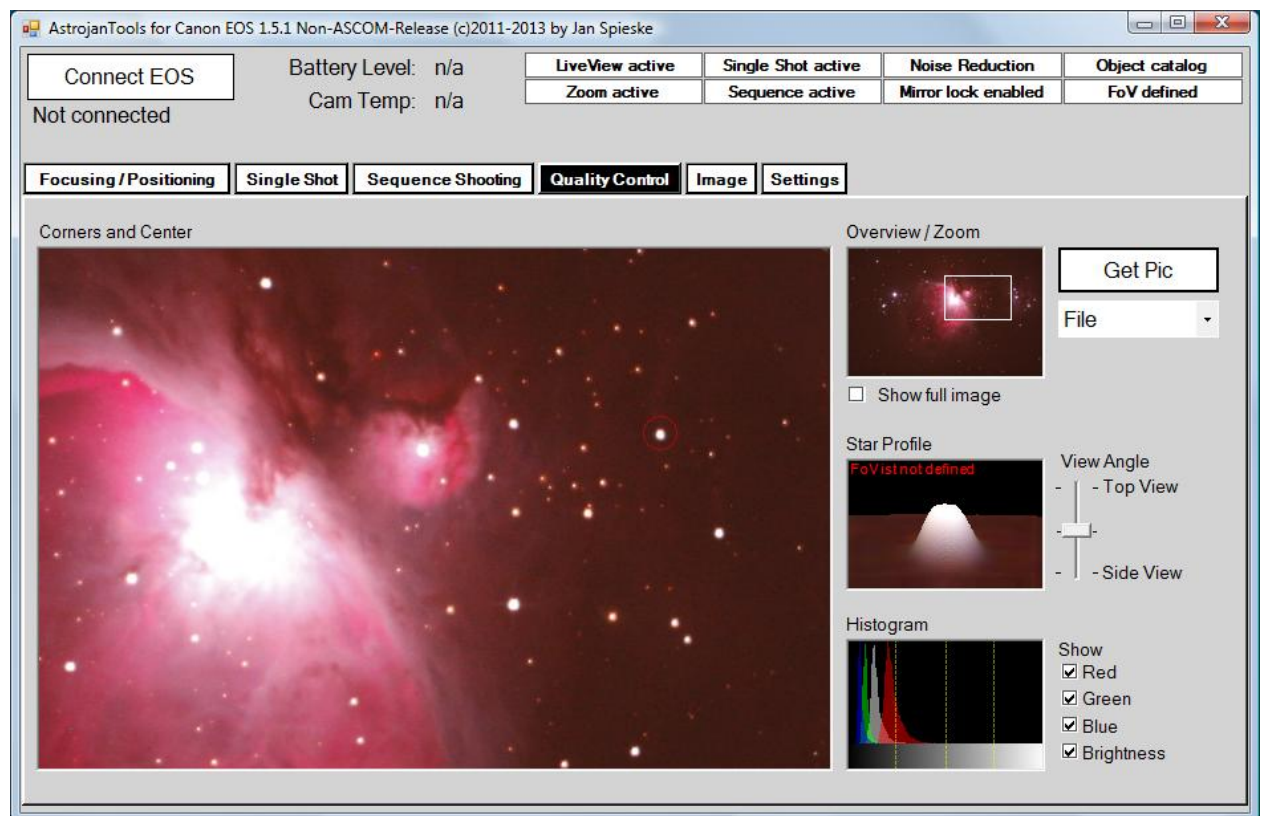 AstrojanTools for Canon EOS 1.5.1 Non-ASCOM-Release (c)2011-2013 by Jan Spieske
Connect EOS
Not connected
Battery Level: n/a
Cam Temp: n/a
LiveView active
Single Shot active
Noise Reduction
Object catalog
Zoom active
Sequence active
Mirror lock enabled
FoV defined
Focusing / Positioning
Single Shot
Sequence Shooting
Quality Control
Image
Settings
Corners and Center
Overview / Zoom
Get Pic
File
Show full image
Star Profile
FoV ist not defined
View Angle
Top View
Side View
Histogram
Show
Red
Green
Blue
Brightness